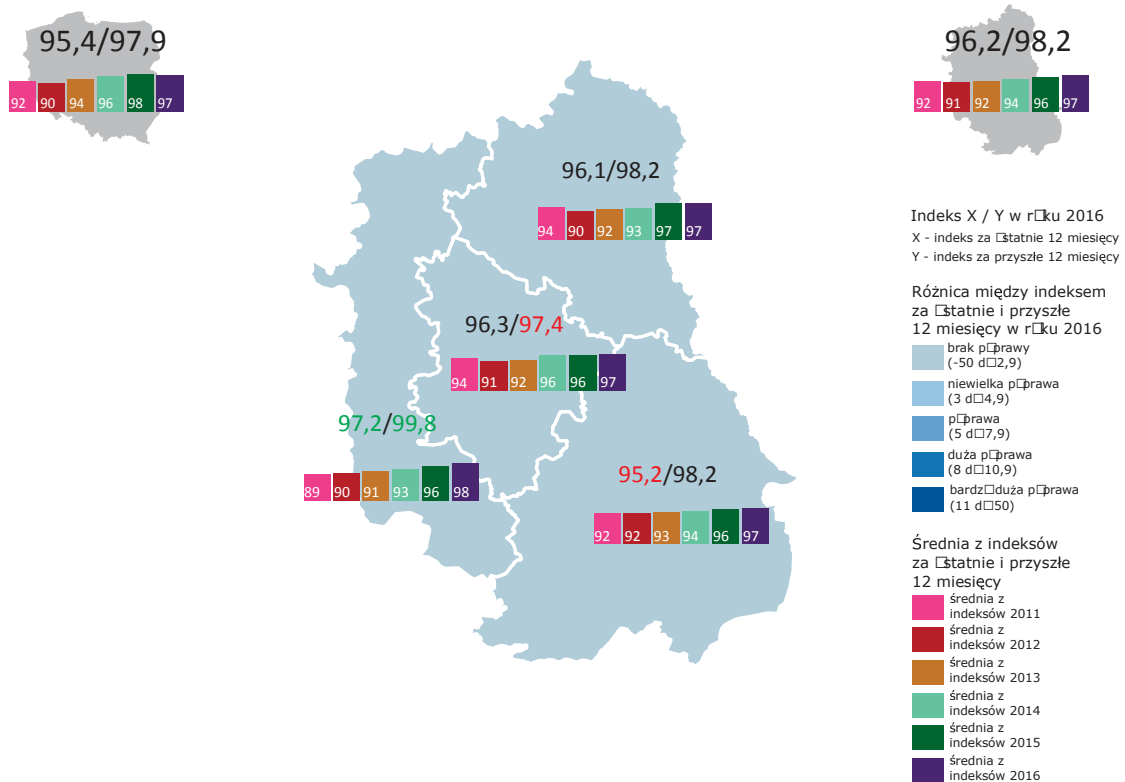 95,4/97,9
92 90 94 96 98 97
96,2/98,2
92 91 92 94 96 97
96,1/98,2
94 90 92 93 97 97
96,3/97,4
94 91 92 96 96 97
97,2/99,8
89 90 91 93 96 98
95,2/98,2
92 92 93 94 96 97
Indeks X / Y w r□ku 2016
X - indeks za □statnie 12 miesięcy
Y - indeks za przyszłe 12 miesięcy
Różnica między indeksem
za □statnie i przyszłe
12 miesięcy w r□ku 2016
brak p□prawy
(-50 d□2,9)
niewielka p□prawa
(3 d□4,9)
p□prawa
(5 d□7,9)
duża p□prawa
(8 d□10,9)
bardz□duża p□prawa
(11 d□50)
Średnia z indeksów
za □statnie i przyszłe
12 miesięcy
średnia z
indeksów 2011
średnia z
indeksów 2012
średnia z
indeksów 2013
średnia z
indeksów 2014
średnia z
indeksów 2015
średnia z
indeksów 2016